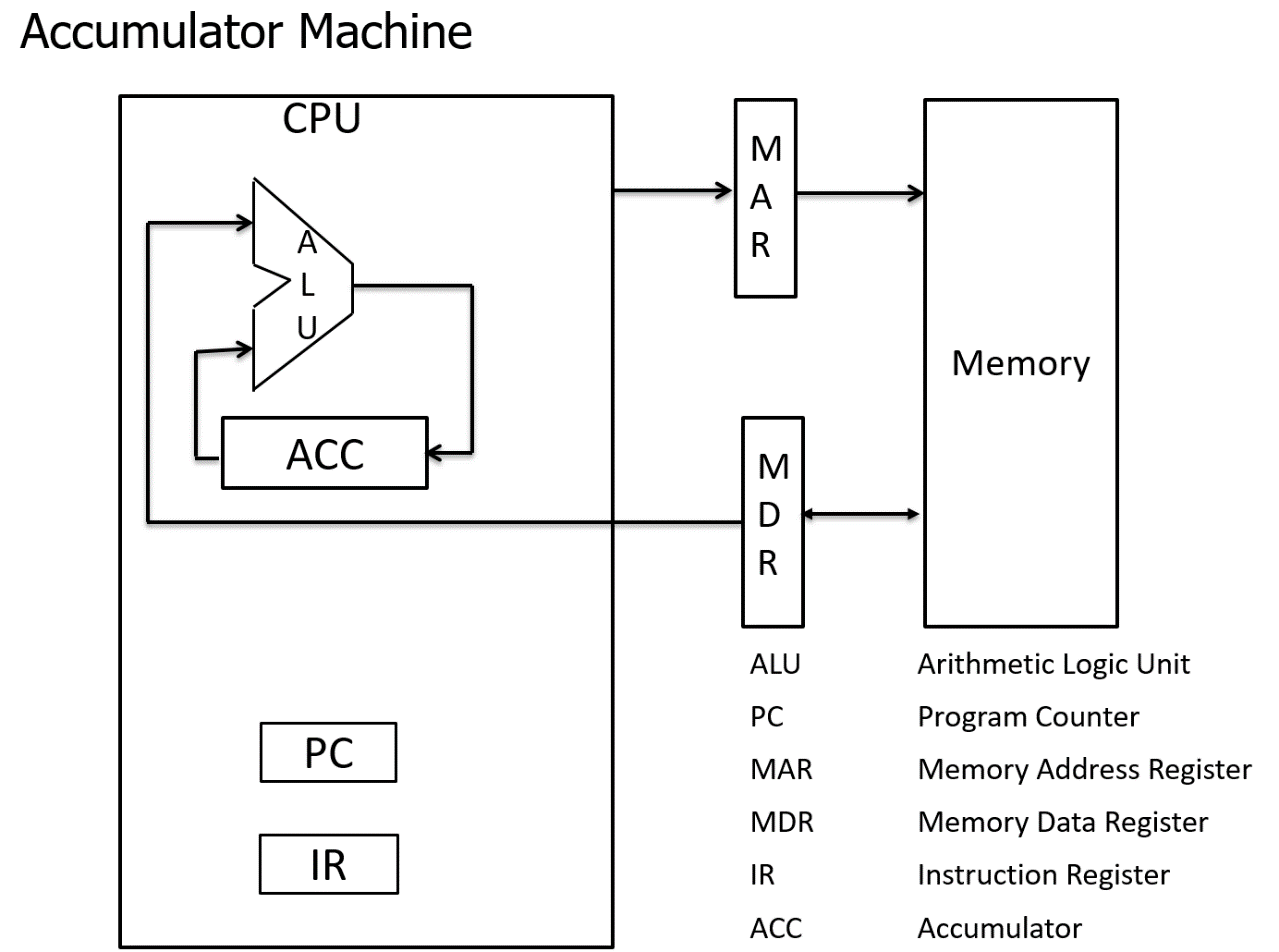 Accumulator Machine
CPU
A
L
U
ACC
PC
IR
M
A
R
M
D
R
Memory
ALU Arithmetic Logic Unit
PC Program Counter
MAR Memory Address Register
MDR Memory Data Register
IR Instruction Register
ACC Accumulator